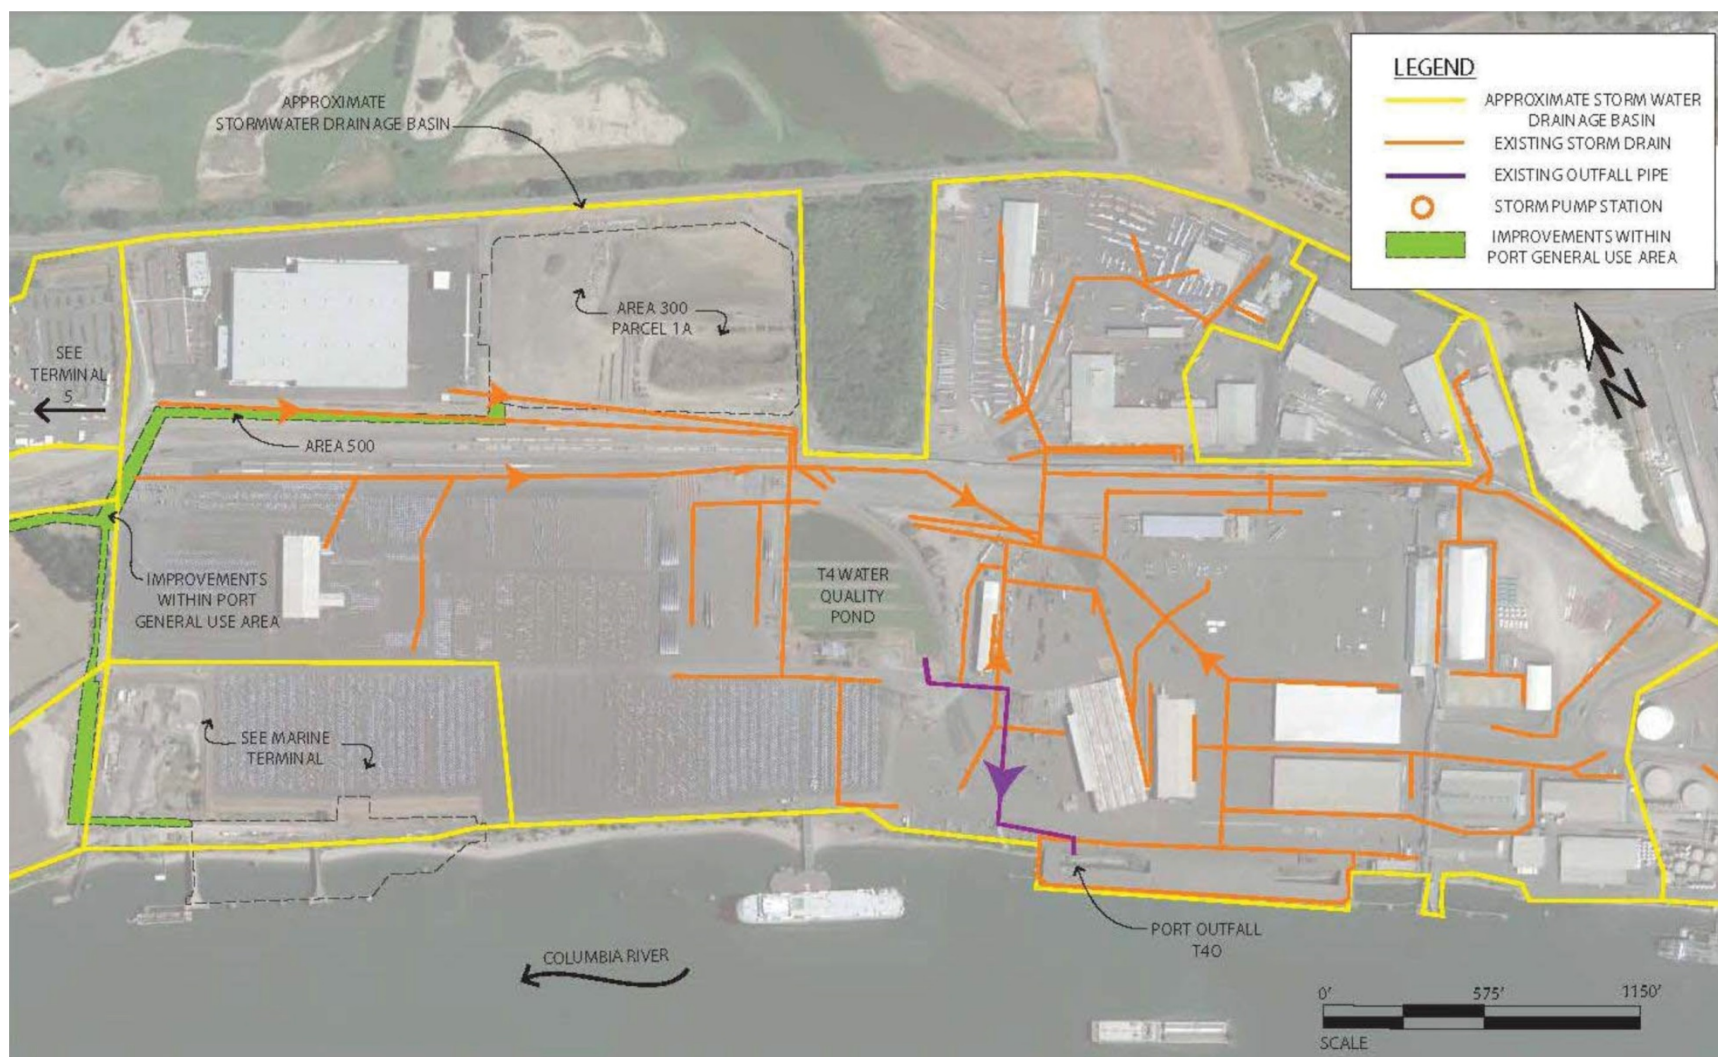 LEGEND
APPROXIMATE STORM WATER
DRAINAGE BASIN
EXISTING STORM DRAIN
EXISTING OUTFALL PIPE
STORM PUMP STATION
IMPROVEMENTS WITHIN
PORT GENERAL USE AREA
N
APPROXIMATE
STORMWATER DRAINAGE BASIN
AREA 300
PARCEL 1A
SEE
TERMINAL
5
AREA 500
IMPROVEMENTS
WITHIN PORT
GENERAL USE AREA
T4 WATER
QUALITY
POND
SEE MARINE
TERMINAL
PORT OUTFALL
T40
COLUMBIA RIVER
0' 575' 1150'
SCALE